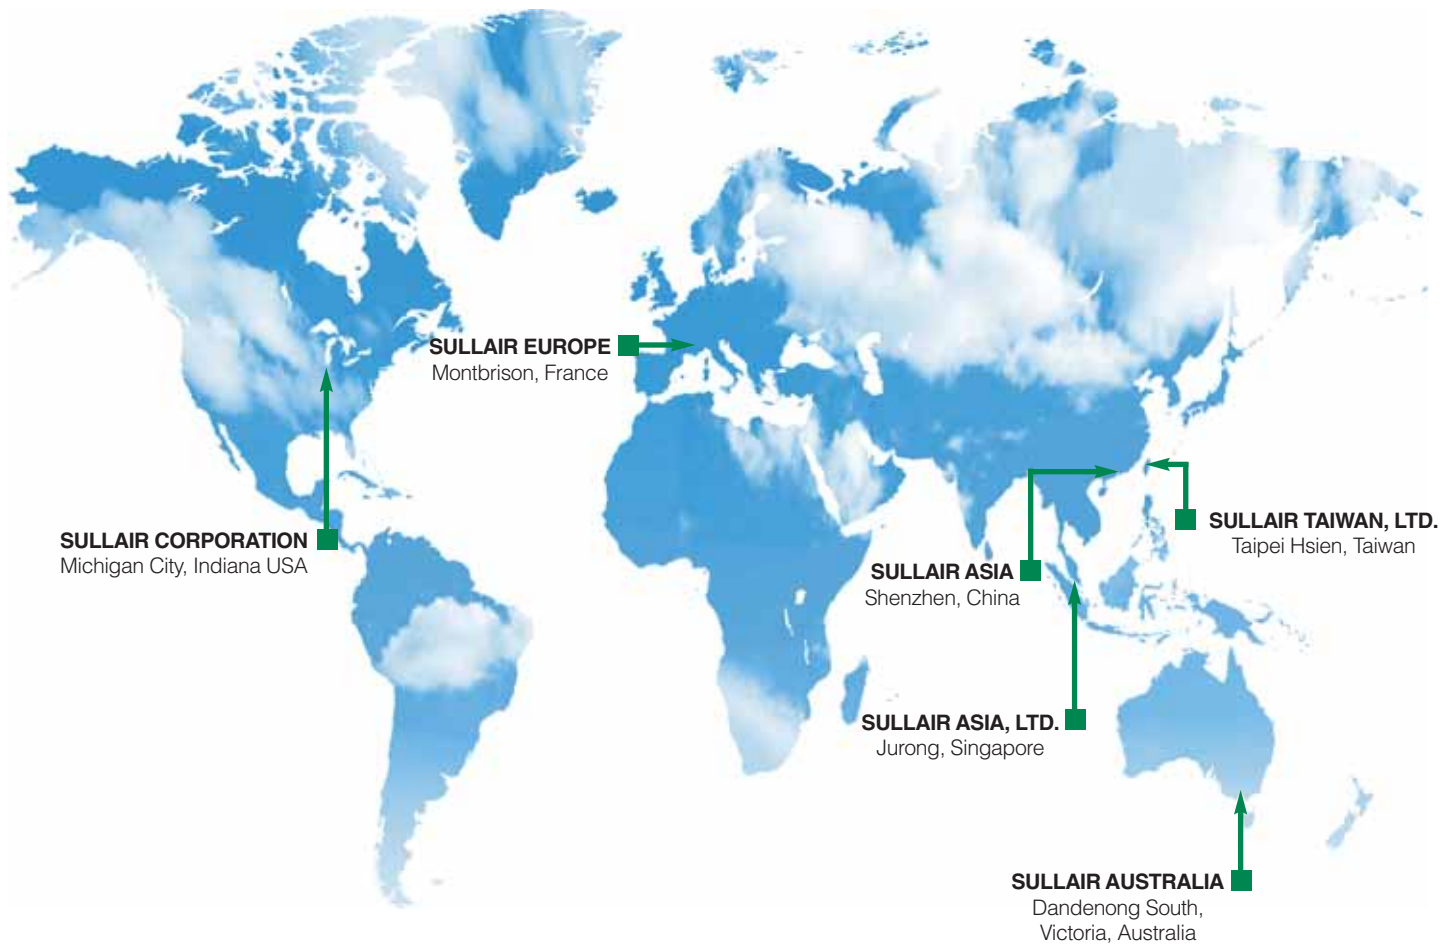 SULLAIR EUROPE
Montbrison, France
SULLAIR CORPORATION
Michigan City, Indiana USA
SULLAIR TAIWAN, LTD.
Taipei Hsien, Taiwan
SULLAIR ASIA
Shenzhen, China
SULLAIR ASIA, LTD.
Jurong, Singapore
SULLAIR AUSTRALIA
Dandenong South,
Victoria, Australia